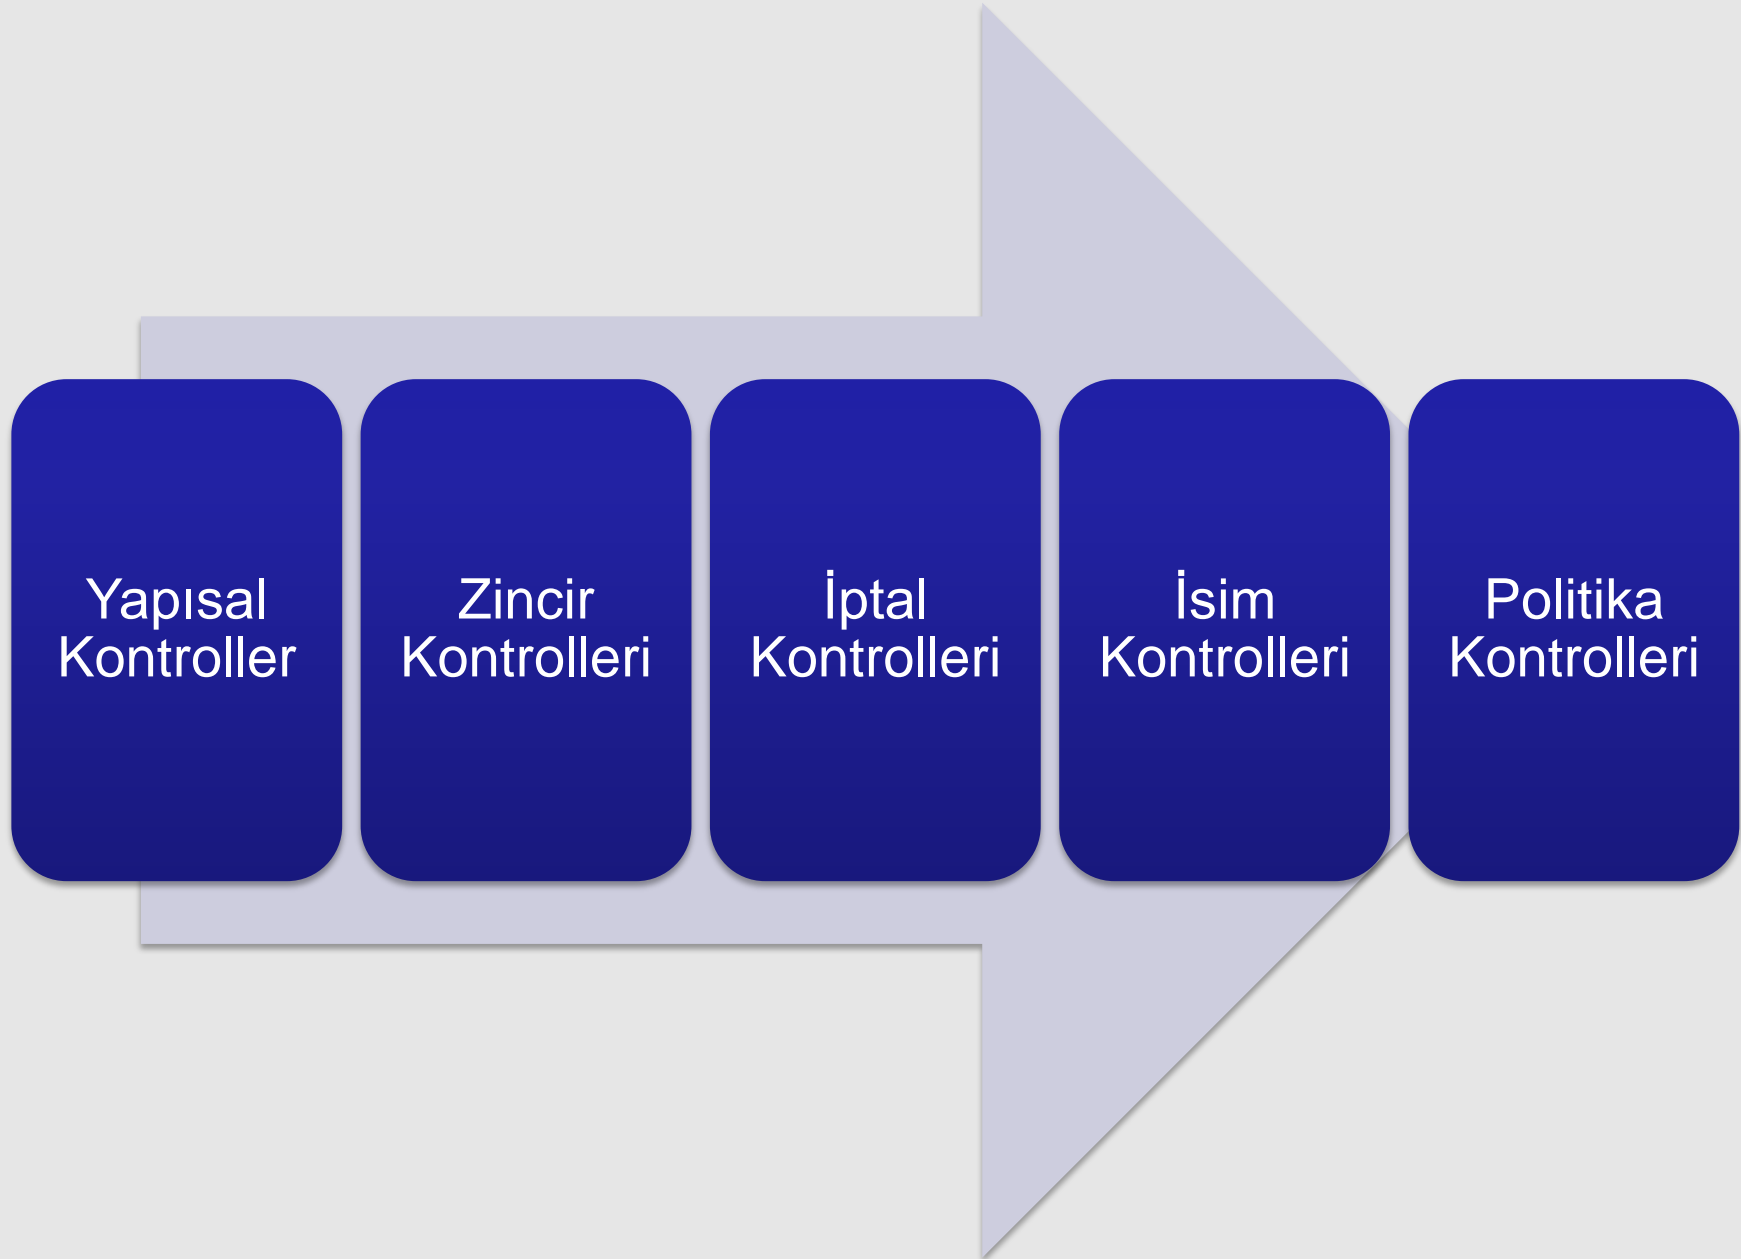 Yapısal
Kontroller
Zincir
Kontrolleri
İptal
Kontrolleri
İsim
Kontrolleri
Politika
Kontrolleri